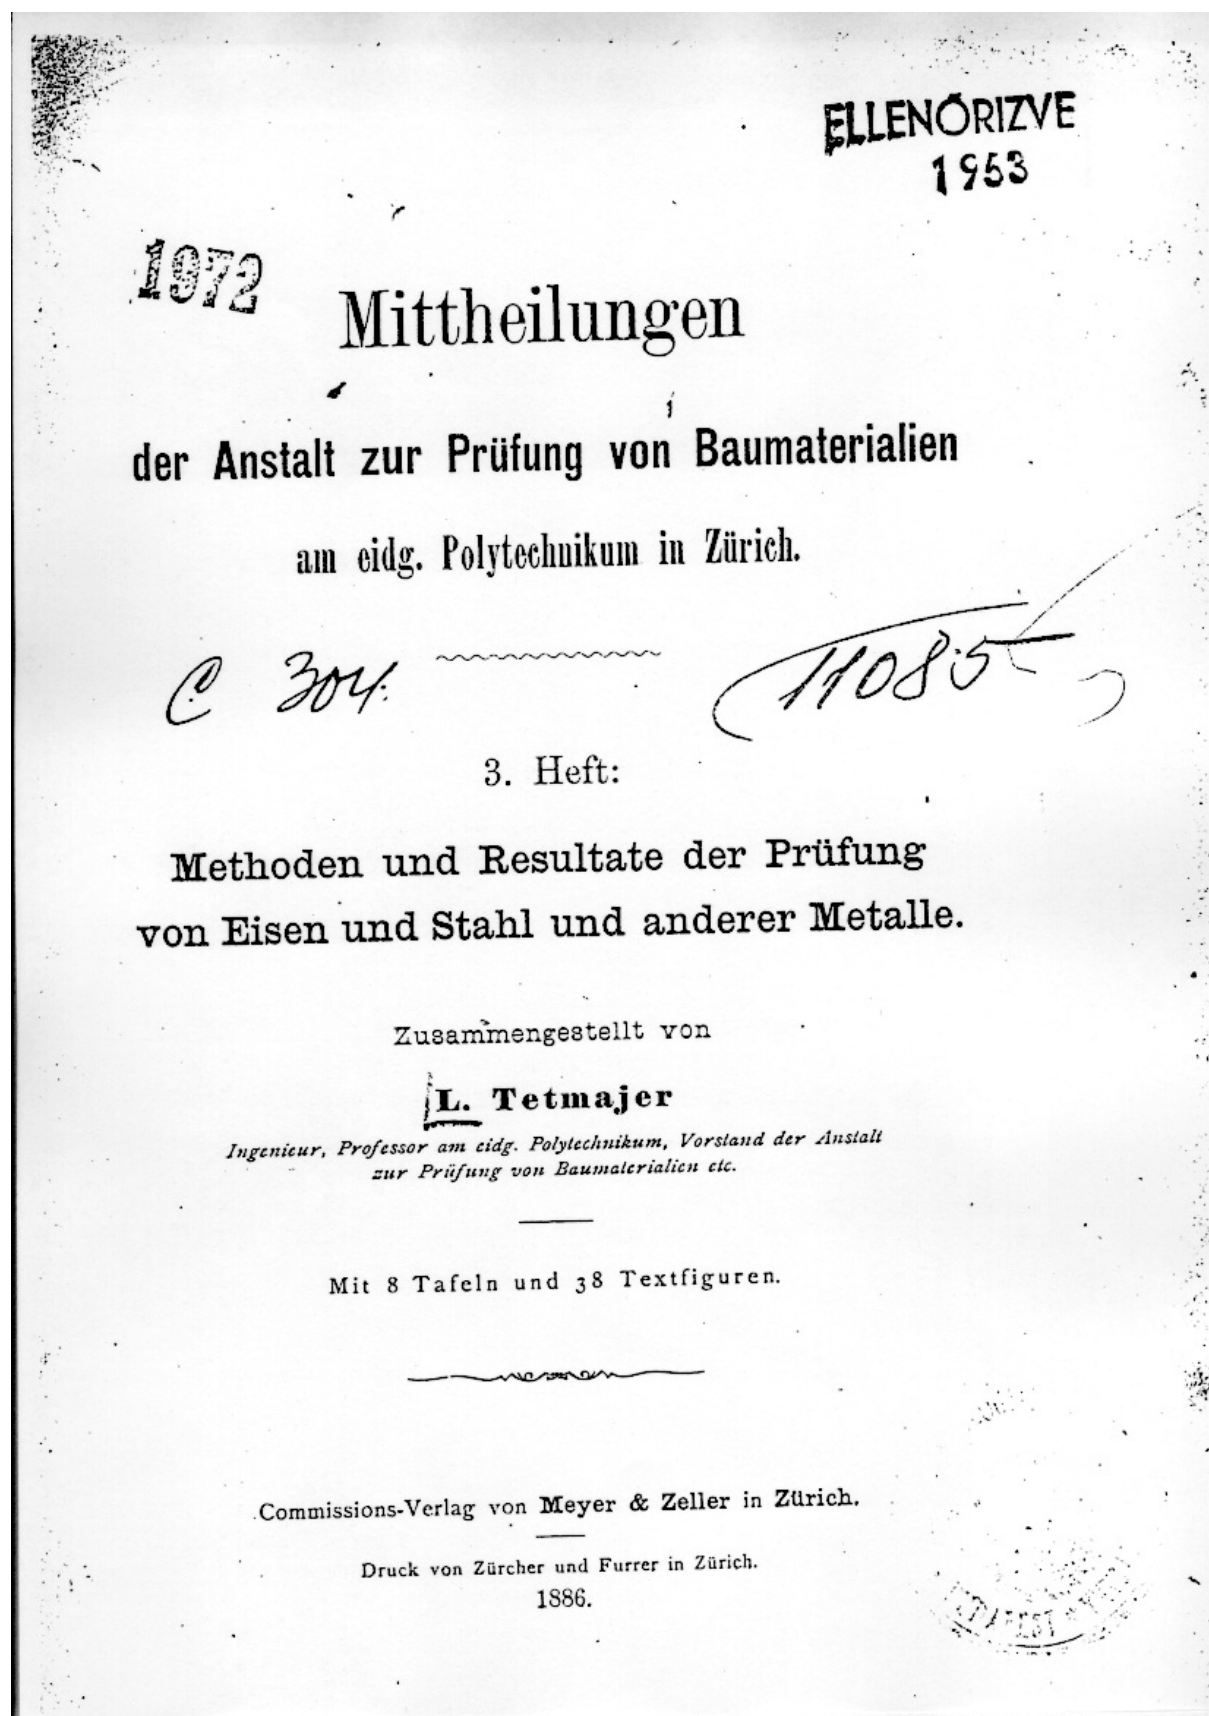 ELLENŐRIZVE
1953
1972
Mittheilungen
der Anstalt zur Prüfung von Baumaterialien
am eidg. Polytechnikum in Zürich.
C 304.
11085
3. Heft:
Methoden und Resultate der Prüfung
von Eisen und Stahl und anderer Metalle.
Zusammengestellt von
L. Tetmajer
Ingenieur, Professor am eidg. Polytechnikum, Vorstand der Anstalt
zur Prüfung von Baumaterialien etc.
Mit 8 Tafeln und 38 Textfiguren.
Commissions-Verlag von Meyer & Zeller in Zürich.
Druck von Zürcher und Furrer in Zürich.
1886.
BUDAPEST